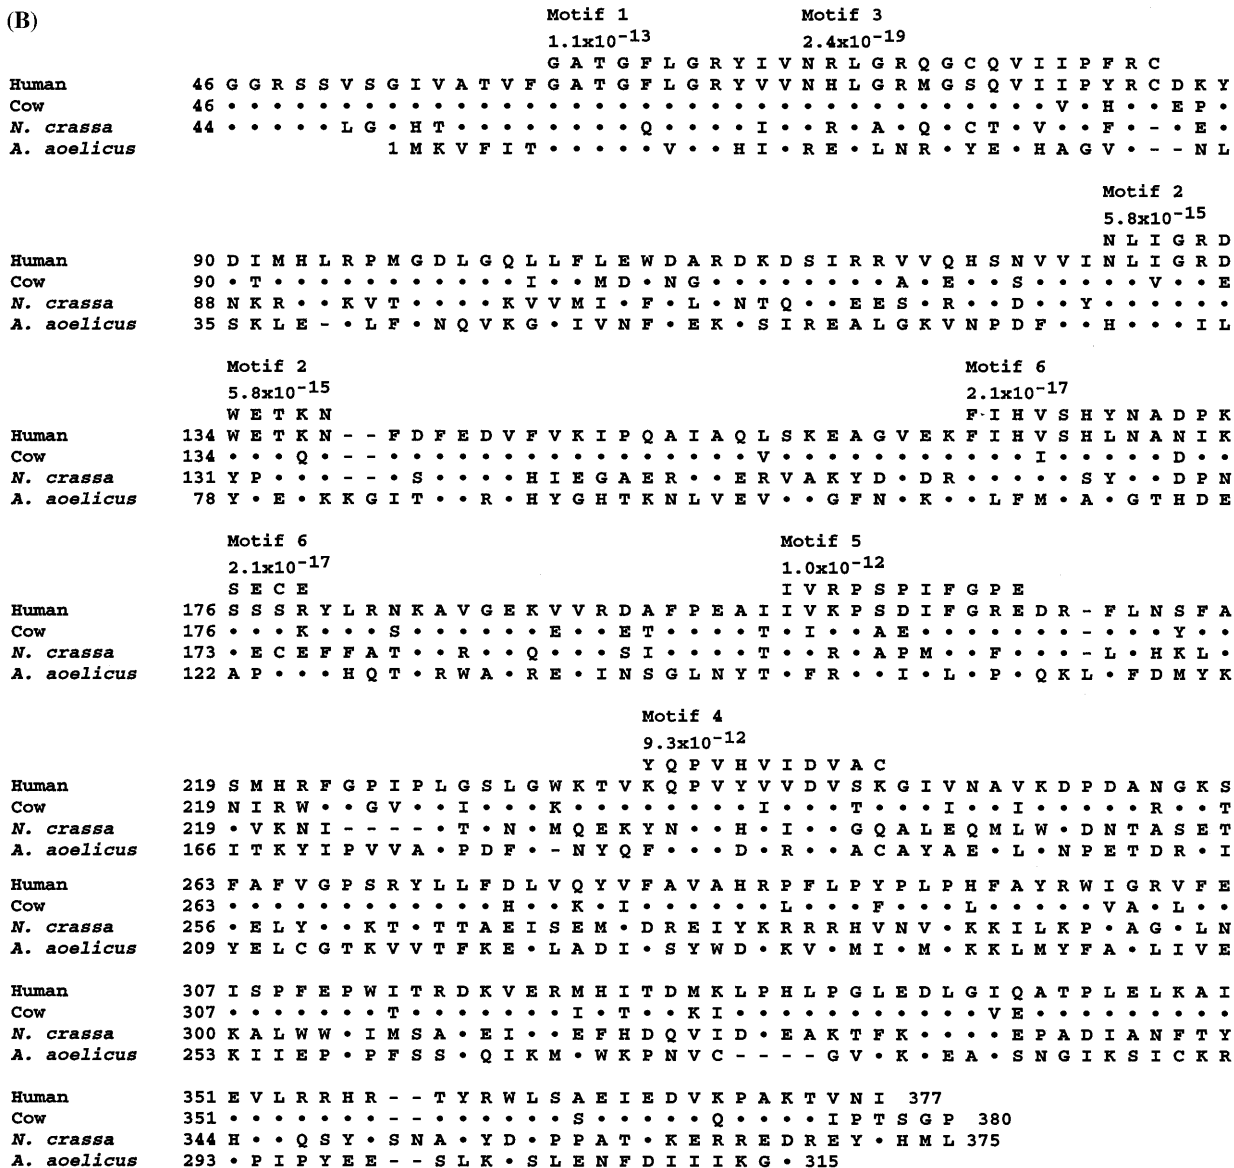 (B)
Motif 1 Motif 3
1.1x10-13 2.4x10-19
G A T G F L G R Y I V N R L G R Q G C Q V I I P F R C
Human 46 G G R S S V S G I V A T V F G A T G F L G R Y V V N H L G R M G S Q V I I P Y R C D K Y
Cow 46 • • • • • • • • • • • • • • • • • • • • • • • • • • • • • • • • • • • • V • H • • E P •
N. crassa 44 • • • • • L G • H T • • • • • • • • Q • • • • I • • R • A • Q • C T • V • • F • - • E •
A. aoelicus 1 M K V F I T • • • • • V • • H I • R E • L N R • Y E • H A G V • - - N L
Motif 2
5.8x10-15
N L I G R D
Human 90 D I M H L R P M G D L G Q L L F L E W D A R D K D S I R R V V Q H S N V V I N L I G R D
Cow 90 • T • • • • • • • • • • • I • • M D • N G • • • • • • • • A • E • • S • • • • • V • • E
N. crassa 88 N K R • • K V T • • • • K V V M I • F • L • N T Q • • E E S • R • • D • • Y • • • • • •
A. aoelicus 35 S K L E - • L F • N Q V K G • I V N F • E K • S I R E A L G K V N P D F • • H • • • I L
Motif 2 Motif 6
5.8x10-15 2.1x10-17
W E T K N F I H V S H Y N A D P K
Human 134 W E T K N - - F D F E D V F V K I P Q A I A Q L S K E A G V E K F I H V S H L N A N I K
Cow 134 • • • Q • - - • • • • • • • • • • • • • • • • V • • • • • • • • • • • I • • • • • D • •
N. crassa 131 Y P • • • - - • S • • • • H I E G A E R • • E R V A K Y D • D R • • • • • S Y • • D P N
A. aoelicus 78 Y • E • K K G I T • • R • H Y G H T K N L V E V • • G F N • K • • L F M • A • G T H D E
Motif 6 Motif 5
2.1x10-17 1.0x10-12
S E C E I V R P S P I F G P E
Human 176 S S S R Y L R N K A V G E K V V R D A F P E A I I V K P S D I F G R E D R - F L N S F A
Cow 176 • • • K • • • S • • • • • • E • • E T • • • • T • I • • A E • • • • • • • - • • • Y • •
N. crassa 173 • E C E F F A T • • R • • Q • • • S I • • • • T • • R • A P M • • F • • • - L • H K L •
A. aoelicus 122 A P • • • H Q T • R W A • R E • I N S G L N Y T • F R • • I • L • P • Q K L • F D M Y K
Motif 4
9.3x10-12
Y Q P V H V I D V A C
Human 219 S M H R F G P I P L G S L G W K T V K Q P V Y V V D V S K G I V N A V K D P D A N G K S
Cow 219 N I R W • • G V • • I • • • K • • • • • • • • I • • • T • • • I • • I • • • • • R • • T
N. crassa 219 • V K N I - - - - • T • N • M Q E K Y N • • H • I • • G Q A L E Q M L W • D N T A S E T
A. aoelicus 166 I T K Y I P V V A • P D F • - N Y Q F • • • D • R • • A C A Y A E • L • N P E T D R • I
Human 263 F A F V G P S R Y L L F D L V Q Y V F A V A H R P F L P Y P L P H F A Y R W I G R V F E
Cow 263 • • • • • • • • • • • • H • • K • I • • • • • • L • • • F • • • L • • • • • V A • L • •
N. crassa 256 • E L Y • • K T • T T A E I S E M • D R E I Y K R R R H V N V • K K I L K P • A G • L N
A. aoelicus 209 Y E L C G T K V V T F K E • L A D I • S Y W D • K V • M I • M • K K L M Y F A • L I V E
Human 307 I S P F E P W I T R D K V E R M H I T D M K L P H L P G L E D L G I Q A T P L E L K A I
Cow 307 • • • • • • • T • • • • • • • I • T • • K I • • • • • • • • • • • V E • • • • • • • • •
N. crassa 300 K A L W W • I M S A • E I • • E F H D Q V I D • E A K T F K • • • • E P A D I A N F T Y
A. aoelicus 253 K I I E P • P F S S • Q I K M • W K P N V C - - - - G V • K • E A • S N G I K S I C K R
Human 351 E V L R R H R - - T Y R W L S A E I E D V K P A K T V N I 377
Cow 351 • • • • • • • - - • • • • • • S • • • • • Q • • • • I P T S G P 380
N. crassa 344 H • • Q S Y • S N A • Y D • P P A T • K E R R E D R E Y • H M L 375
A. aoelicus 293 • P I P Y E E - - S L K • S L E N F D I I I K G • 315